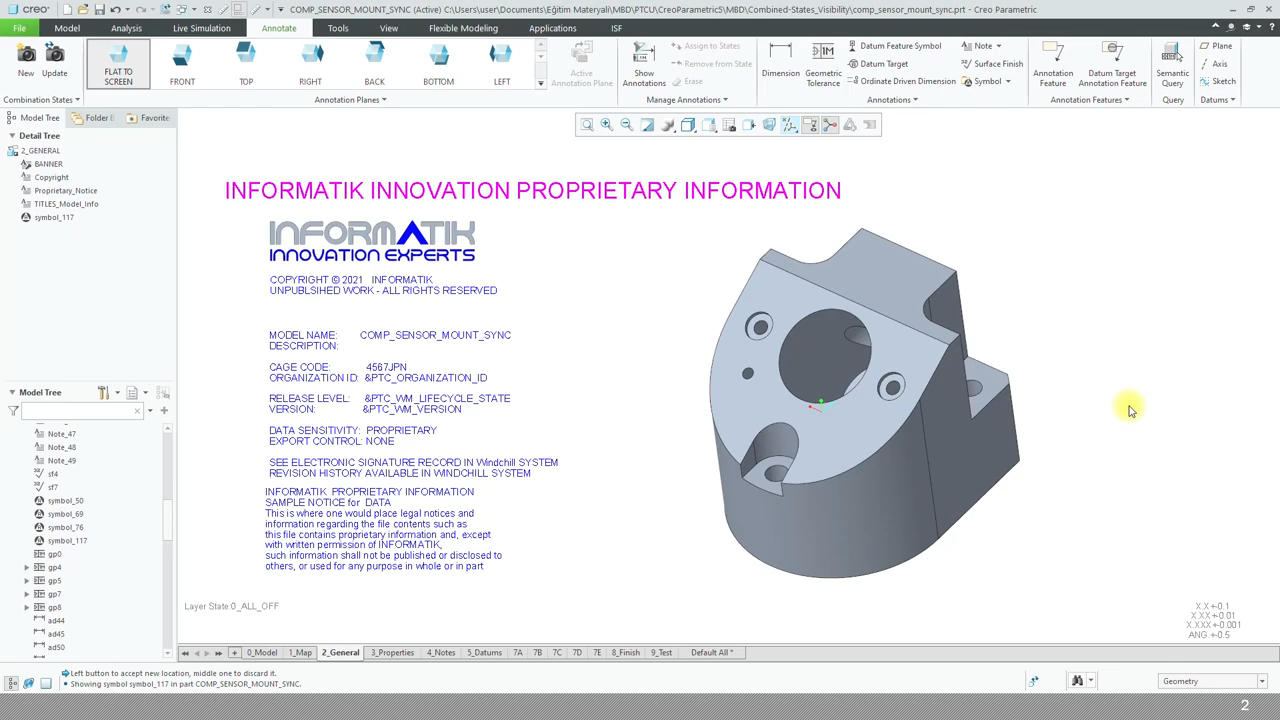 creo
COMP_SENSOR_MOUNT_SYNC (Active) C:\Users\user\Documents\Eğitim Materyali\PTCU\CreoParametric5\MBD\Combined-States_Visibility\comp_sensor_mount_sync.prt - Creo Parametric
File Model Analysis Live Simulation Annotate Tools View Flexible Modeling Applications ISF
New
Update
FLAT TO SCREEN
FRONT
TOP
RIGHT
BACK
BOTTOM
LEFT
Active Annotation Plane
Show Annotations
Assign to States
Remove from State
Erase
Dimension
Geometric Tolerance
Datum Feature Symbol
Datum Target
Ordinate Driven Dimension
Note
Surface Finish
Symbol
Annotation Feature
Datum Target Annotation Feature
Semantic Query
Plane
Axis
Sketch
Combination States
Annotation Planes
Manage Annotations
Annotations
Annotation Features
Query
Datums
Model Tree
Folder B
Favorite
Detail Tree
2_GENERAL
BANNER
Copyright
Proprietary_Notice
TITLES_Model_Info
symbol_117
Model Tree
Note_47
Note_48
Note_49
sf4
sf7
symbol_50
symbol_69
symbol_76
symbol_117
gp0
gp4
gp5
gp7
gp8
ad44
ad45
ad50
INFORMATIK INNOVATION PROPRIETARY INFORMATION
INFORMATIK
INNOVATION EXPERTS
COPYRIGHT © 2021 INFORMATIK
UNPUBLSIHED WORK - ALL RIGHTS RESERVED
MODEL NAME: COMP_SENSOR_MOUNT_SYNC
DESCRIPTION:
CAGE CODE: 4567JPN
ORGANIZATION ID: &PTC_ORGANIZATION_ID
RELEASE LEVEL: &PTC_WM_LIFECYCLE_STATE
VERSION: &PTC_WM_VERSION
DATA SENSITIVITY: PROPRIETARY
EXPORT CONTROL: NONE
SEE ELECTRONIC SIGNATURE RECORD IN Windchill SYSTEM
REVISION HISTORY AVAILABLE IN WINDCHILL SYSTEM
INFORMATIK PROPRIETARY INFORMATION
SAMPLE NOTICE for DATA
This is where one would place legal notices and
information regarding the file contents such as
this file contains proprietary information and, except
with written permission of INFORMATIK,
such information shall not be published or disclosed to
others, or used for any purpose in whole or in part
Layer State:0_ALL_OFF
X.X +-0.1
X.XX +-0.01
X.XXX +-0.001
ANG. +-0.5
0_Model 1_Map 2_General 3_Properties 4_Notes 5_Datums 7A 7B 7C 7D 7E 8_Finish 9_Test Default All *
Left button to accept new location, middle one to discard it.
Showing symbol symbol_117 in part COMP_SENSOR_MOUNT_SYNC.
Geometry
2